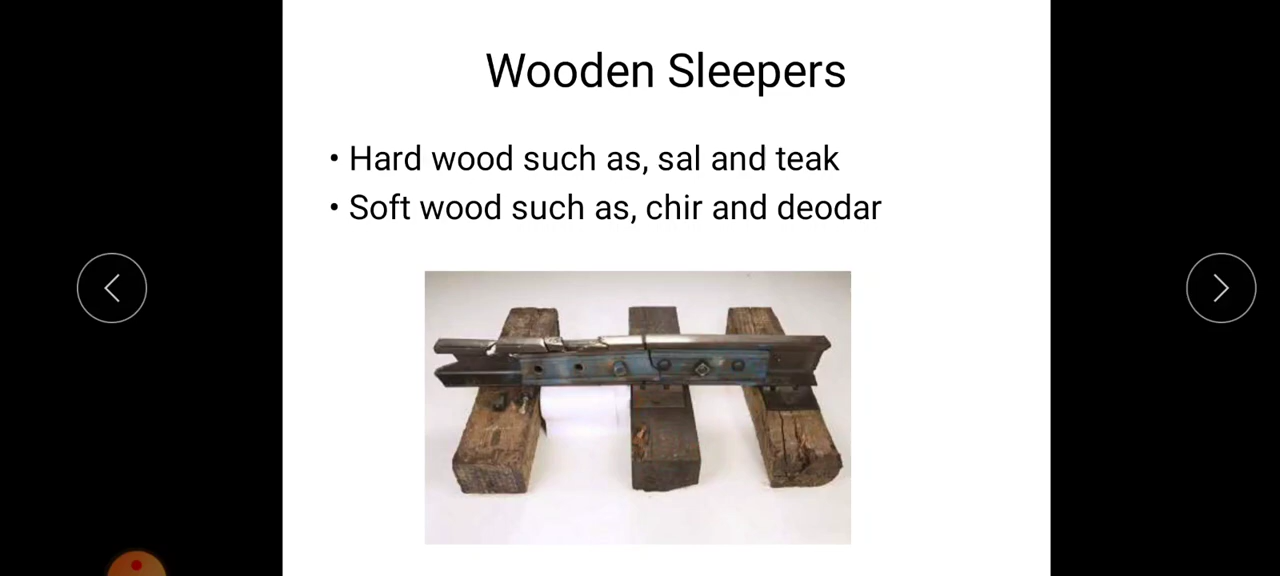 Wooden Sleepers
• Hard wood such as, sal and teak
• Soft wood such as, chir and deodar